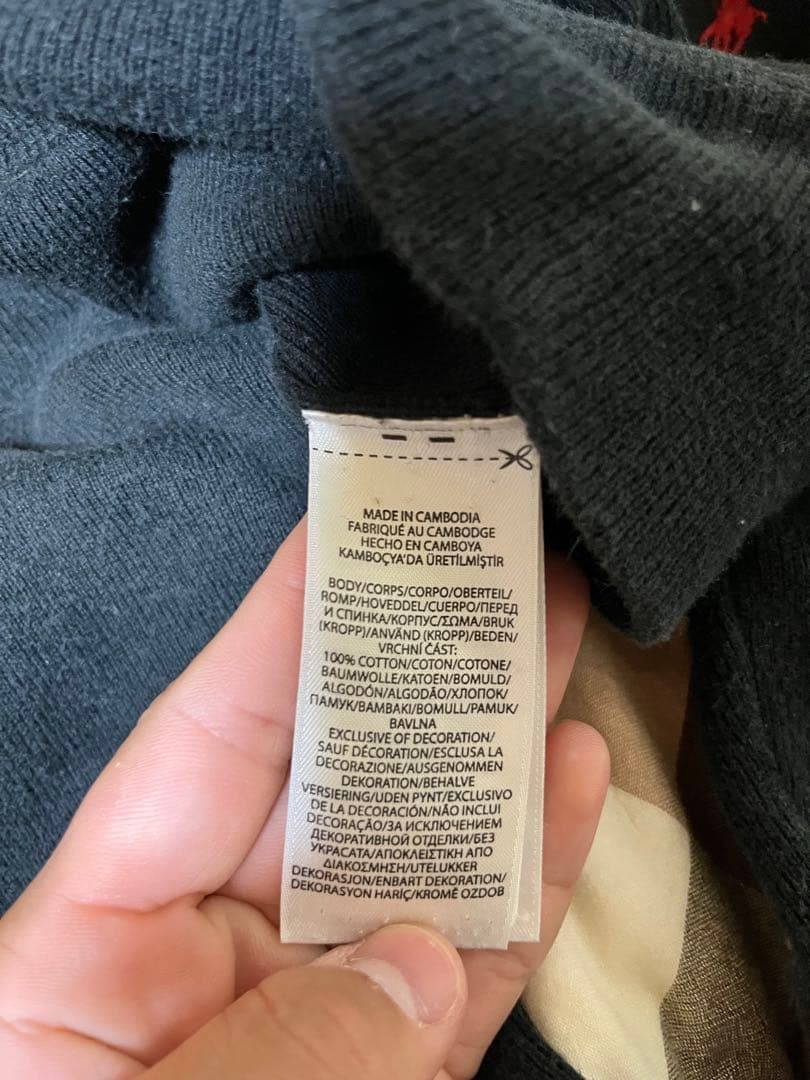 MADE IN CAMBODIA
FABRIQUÉ AU CAMBODGE
HECHO EN CAMBOYA
KAMBOÇYA'DA ÜRETİLMİŞTİR
BODY/CORPS/CORPO/OBERTEIL/
ROMP/HOVEDDEL/CUERPO/ПЕРЕД
И СПИНКА/КОРПУС/ΣΩΜΑ/BRUK
(KROPP)/ANVÄND (KROPP)/BEDEN/
VRCHNÍ ČÁST:
100% COTTON/COTON/COTONE/
BAUMWOLLE/KATOEN/BOMULD/
ALGODÓN/ALGODÃO/ХЛОПОК/
ПАМУК/BAMBAKI/BOMULL/PAMUK/
BAVLNA
EXCLUSIVE OF DECORATION/
SAUF DÉCORATION/ESCLUSA LA
DECORAZIONE/AUSGENOMMEN
DEKORATION/BEHALVE
VERSIERING/UDEN PYNT/EXCLUSIVO
DE LA DECORACIÓN/NÃO INCLUI
DECORAÇÃO/ЗА ИСКЛЮЧЕНИЕМ
ДЕКОРАТИВНОЙ ОТДЕЛКИ/БЕЗ
УКРАСАТА/ΑΠΟΚΛΕΙΣΤΙΚΗ ΑΠΟ
ΔΙΑΚΟΣΜΗΣΗ/UTELUKKER
DEKORASJON/ENBART DEKORATION/
DEKORASYON HARİÇ/KROMĚ OZDOB